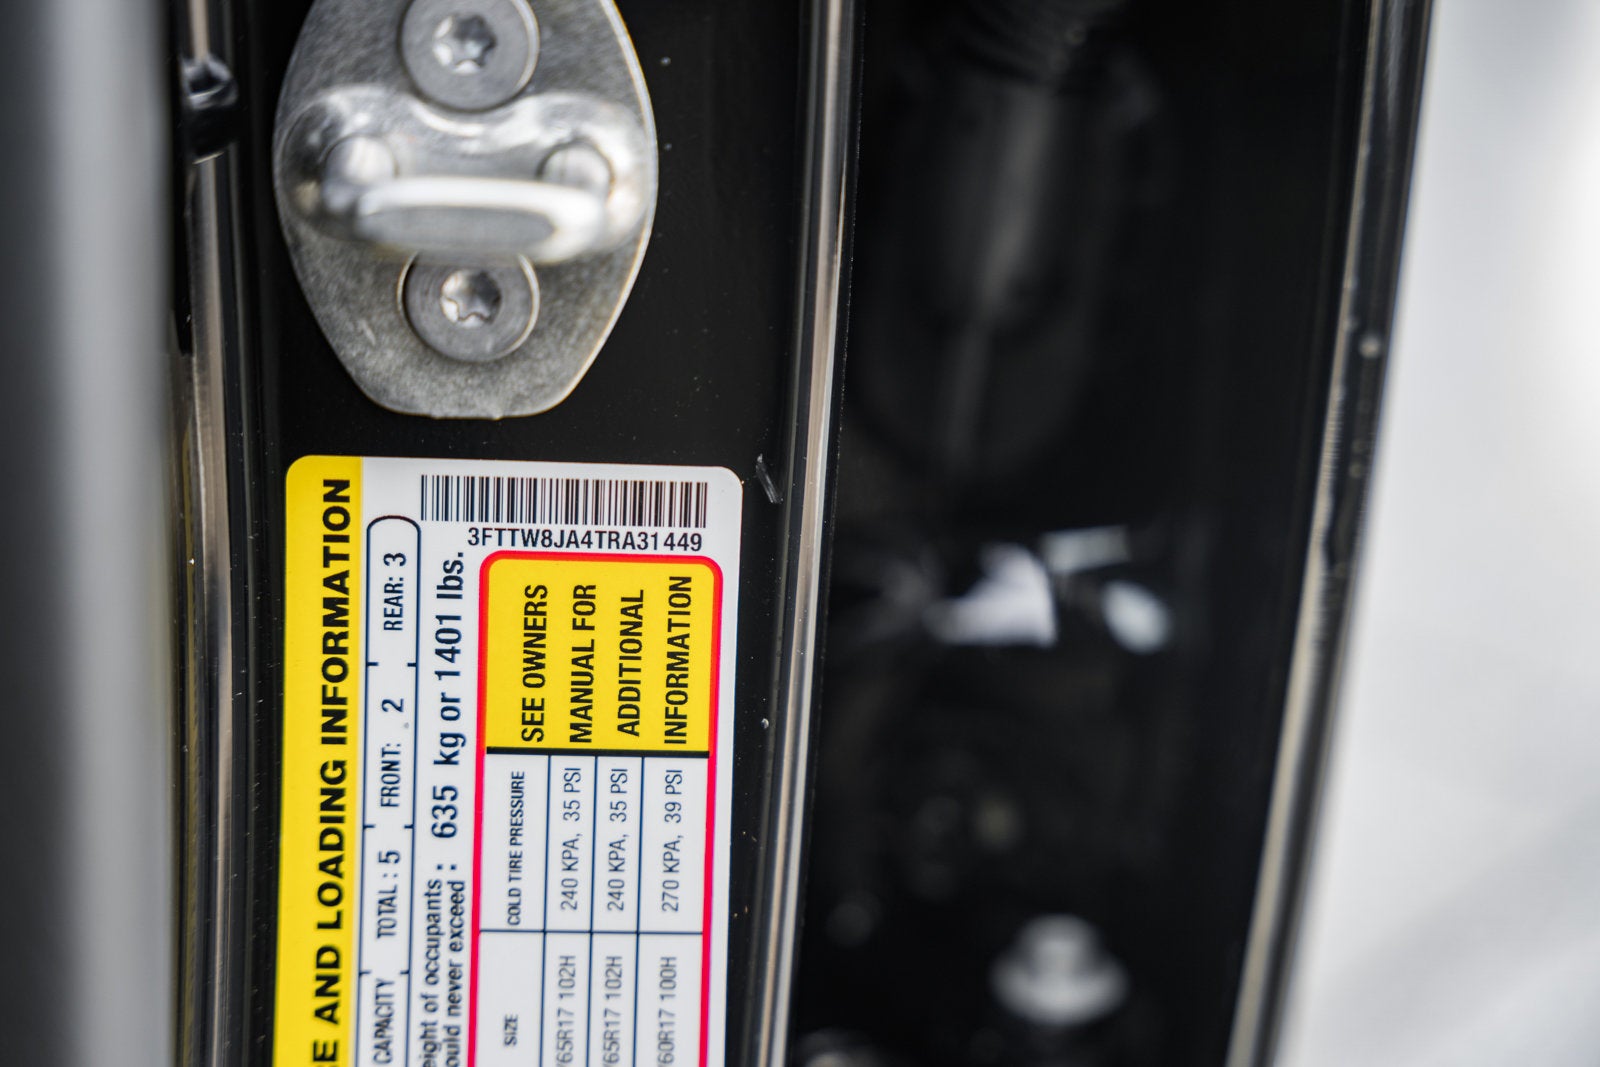 3FTTW8JA4TRA31449
E AND LOADING INFORMATION
CAPACITY TOTAL : 5 FRONT: 2 REAR: 3
of occupants : 635 kg or 1401 lbs.
never exceed :
SIZE COLD TIRE PRESSURE
/65R17 102H 240 KPA, 35 PSI
/65R17 102H 240 KPA, 35 PSI
/60R17 100H 270 KPA, 39 PSI
SEE OWNERS
MANUAL FOR
ADDITIONAL
INFORMATION